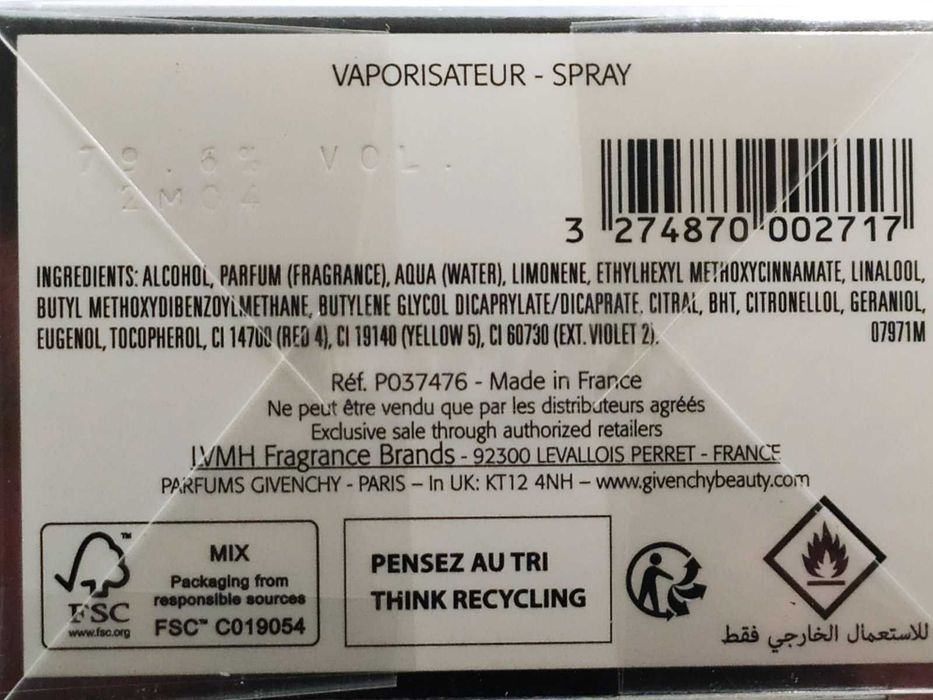 VAPORISATEUR - SPRAY
79.6% VOL.
2M04
3 274870 002717
INGREDIENTS: ALCOHOL, PARFUM (FRAGRANCE), AQUA (WATER), LIMONENE, ETHYLHEXYL METHOXYCINNAMATE, LINALOOL,
BUTYL METHOXYDIBENZOYLMETHANE, BUTYLENE GLYCOL DICAPRYLATE/DICAPRATE, CITRAL, BHT, CITRONELLOL, GERANIOL,
EUGENOL, TOCOPHEROL, CI 14700 (RED 4), CI 19140 (YELLOW 5), CI 60730 (EXT. VIOLET 2). 07971M
Réf. P037476 - Made in France
Ne peut être vendu que par les distributeurs agréés
Exclusive sale through authorized retailers
LVMH Fragrance Brands - 92300 LEVALLOIS PERRET - FRANCE
PARFUMS GIVENCHY - PARIS – In UK: KT12 4NH – www.givenchybeauty.com
FSC™
www.fsc.org
MIX
Packaging from
responsible sources
FSC™ C019054
PENSEZ AU TRI
THINK RECYCLING
للاستعمال الخارجي فقط